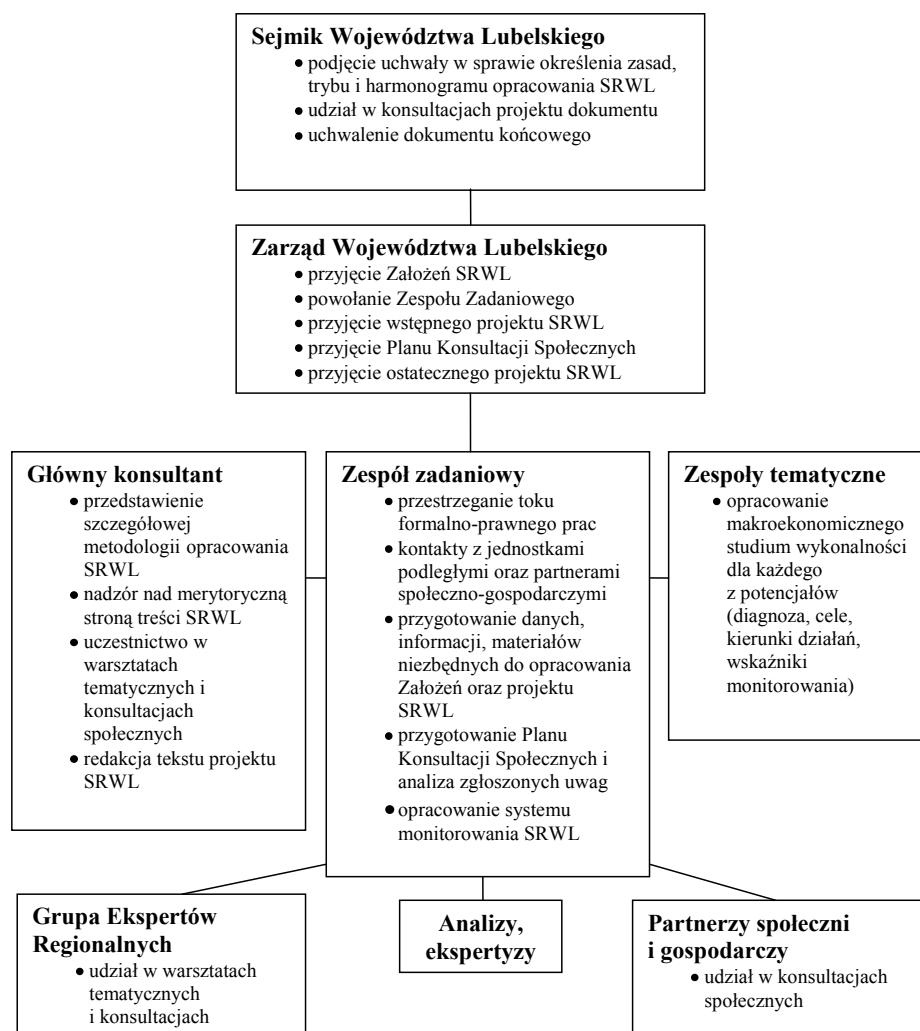 Sejmik Województwa Lubelskiego
• podjęcie uchwały w sprawie określenia zasad,
trybu i harmonogramu opracowania SRWL
• udział w konsultacjach projektu dokumentu
• uchwalenie dokumentu końcowego
Zarząd Województwa Lubelskiego
• przyjęcie Założeń SRWL
• powołanie Zespołu Zadaniowego
• przyjęcie wstępnego projektu SRWL
• przyjęcie Planu Konsultacji Społecznych
• przyjęcie ostatecznego projektu SRWL
Główny konsultant
• przedstawienie
szczegółowej
metodologii opracowania
SRWL
• nadzór nad merytoryczną
stroną treści SRWL
• uczestnictwo w
warsztatach
tematycznych i
konsultacjach
społecznych
• redakcja tekstu projektu
SRWL
Zespół zadaniowy
• przestrzeganie toku
formalno-prawnego prac
• kontakty z jednostkami
podległymi oraz partnerami
społeczno-gospodarczymi
• przygotowanie danych,
informacji, materiałów
niezbędnych do opracowania
Założeń oraz projektu
SRWL
• przygotowanie Planu
Konsultacji Społecznych i
analiza zgłoszonych uwag
• opracowanie systemu
monitorowania SRWL
Zespoły tematyczne
• opracowanie
makroekonomicznego
studium wykonalności
dla każdego
z potencjałów
(diagnoza, cele,
kierunki działań,
wskaźniki
monitorowania)
Grupa Ekspertów
Regionalnych
• udział w warsztatach
tematycznych
i konsultacjach
Analizy,
ekspertyzy
Partnerzy społeczni
i gospodarczy
• udział w konsultacjach
społecznych